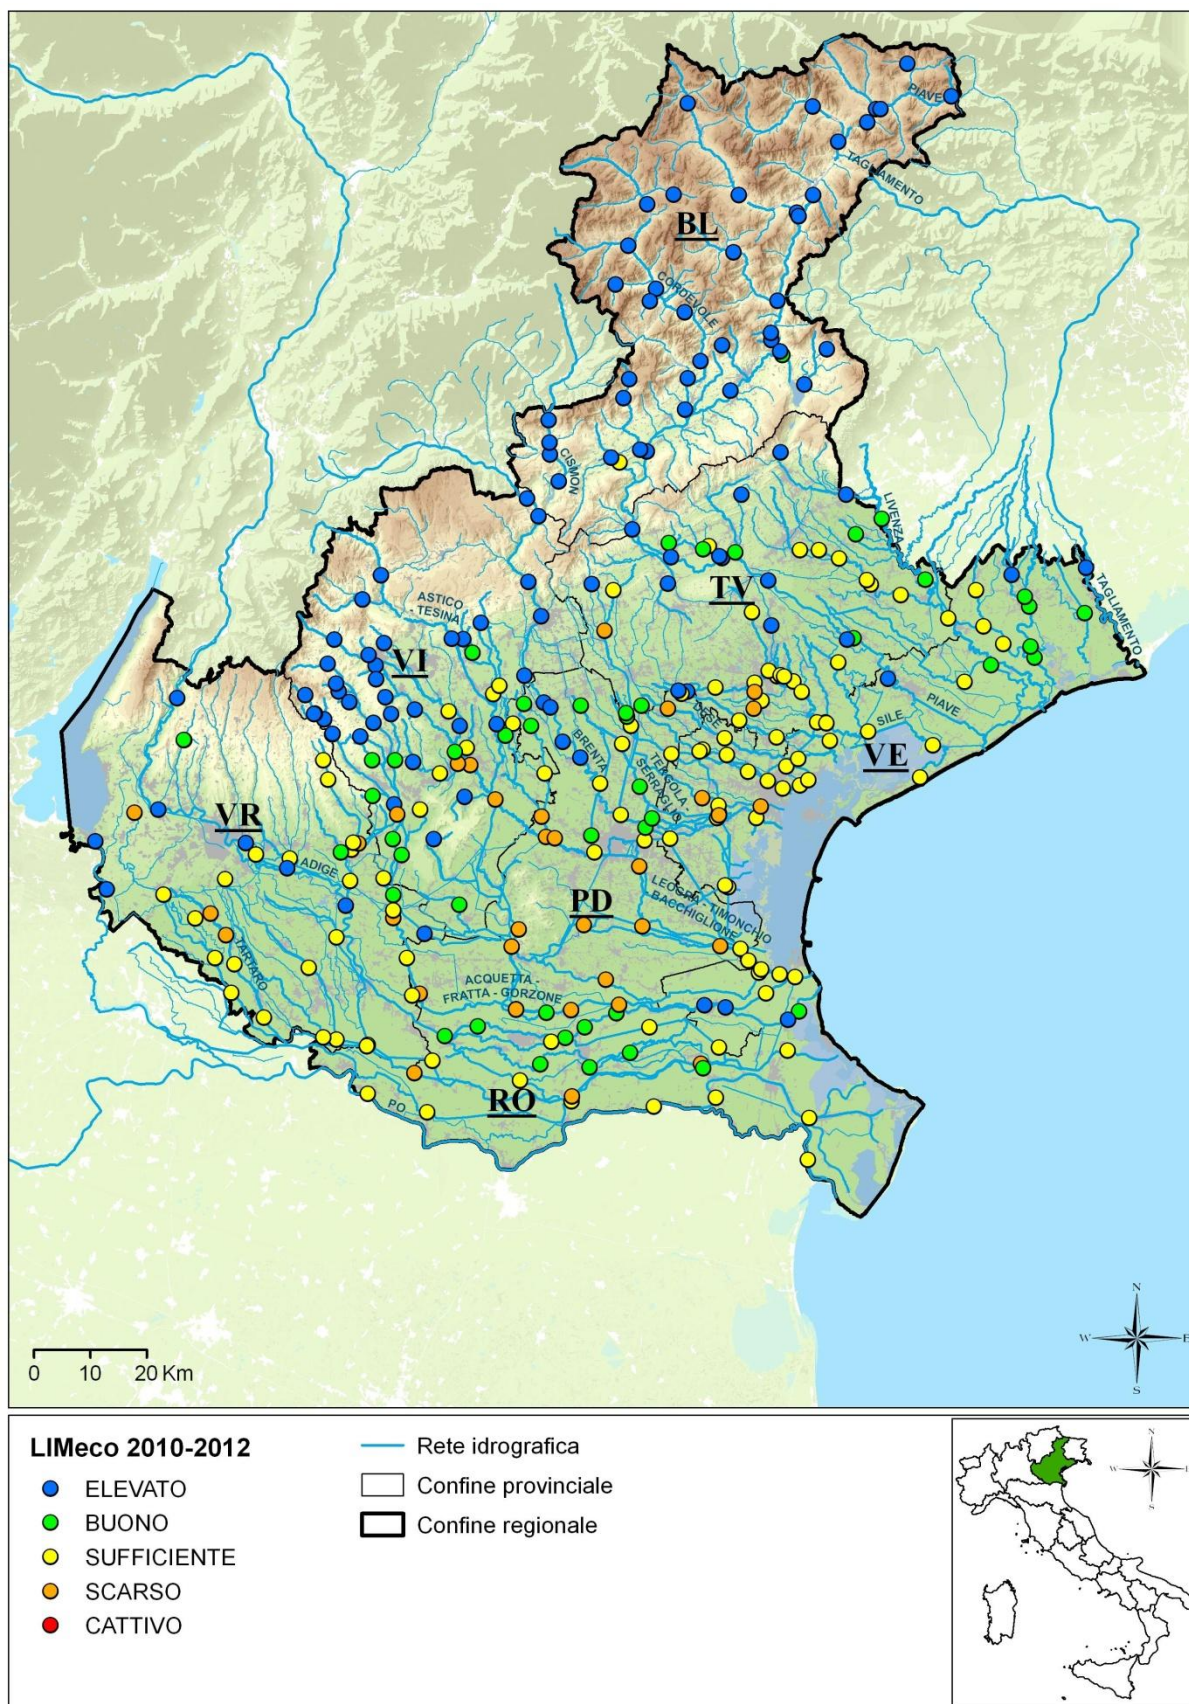 PIAVE
TAGLIAMENTO
BL
CORDEVOLE
CISMON
LIVENZA
TAGLIAMENTO
ASTICO
- TESINA
TV
VI
PIAVE
DESE
SILE
BRENTA
VE
TERGOLA -
SERRAGLIO
VR
ADIGE
PD
LEOGRA - TIMONCHIO
BACCHIGLIONE
TARTARO
ACQUETTA -
FRATTA - GORZONE
RO
PO
N
W E
S
0 10 20 Km
LIMeco 2010-2012
ELEVATO
BUONO
SUFFICIENTE
SCARSO
CATTIVO
Rete idrografica
Confine provinciale
Confine regionale
N
W
S